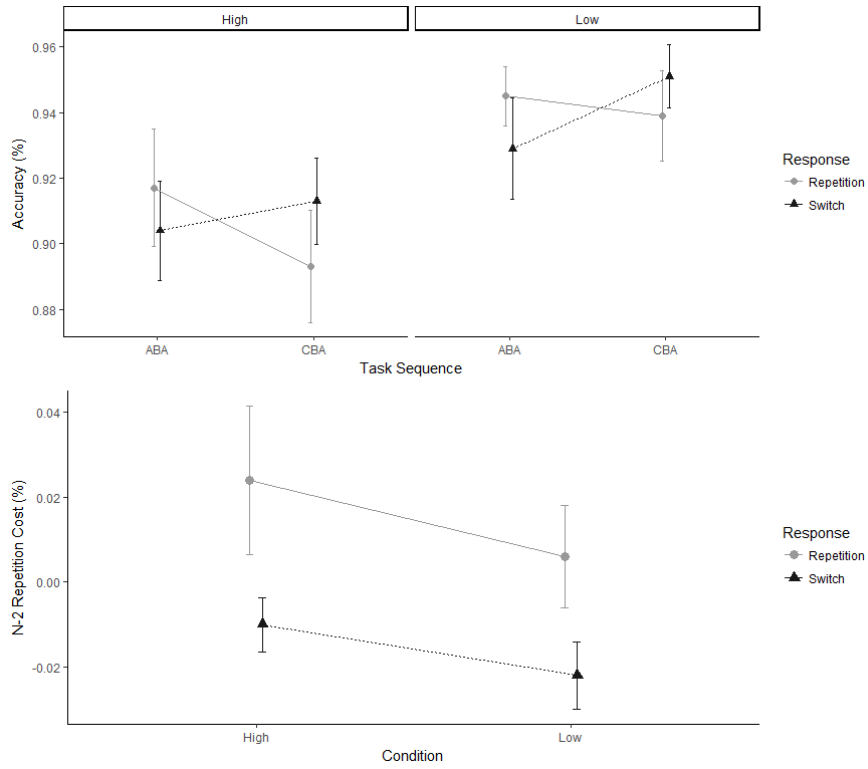 High
Low
0.96
0.94
0.92
0.90
0.88
Accuracy (%)
ABA
CBA
ABA
CBA
Task Sequence
Response
Repetition
Switch
0.04
0.02
0.00
-0.02
N-2 Repetition Cost (%)
High
Low
Condition
Response
Repetition
Switch